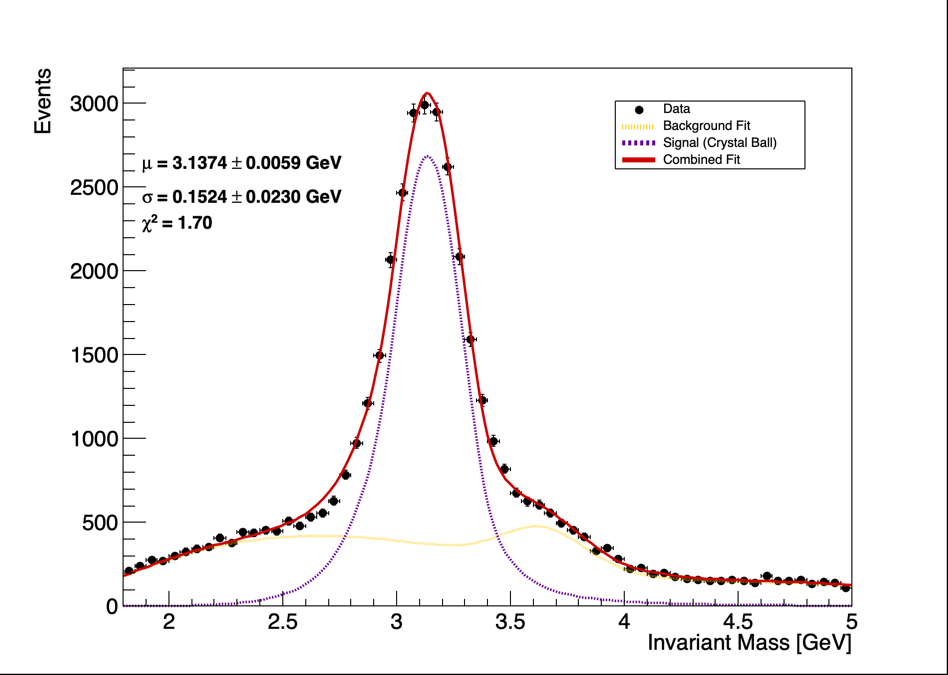 Events
3000
2500
2000
1500
1000
500
0
μ = 3.1374 ± 0.0059 GeV
σ = 0.1524 ± 0.0230 GeV
χ² = 1.70
Data
Background Fit
Signal (Crystal Ball)
Combined Fit
2 2.5 3 3.5 4 4.5 5
Invariant Mass [GeV]